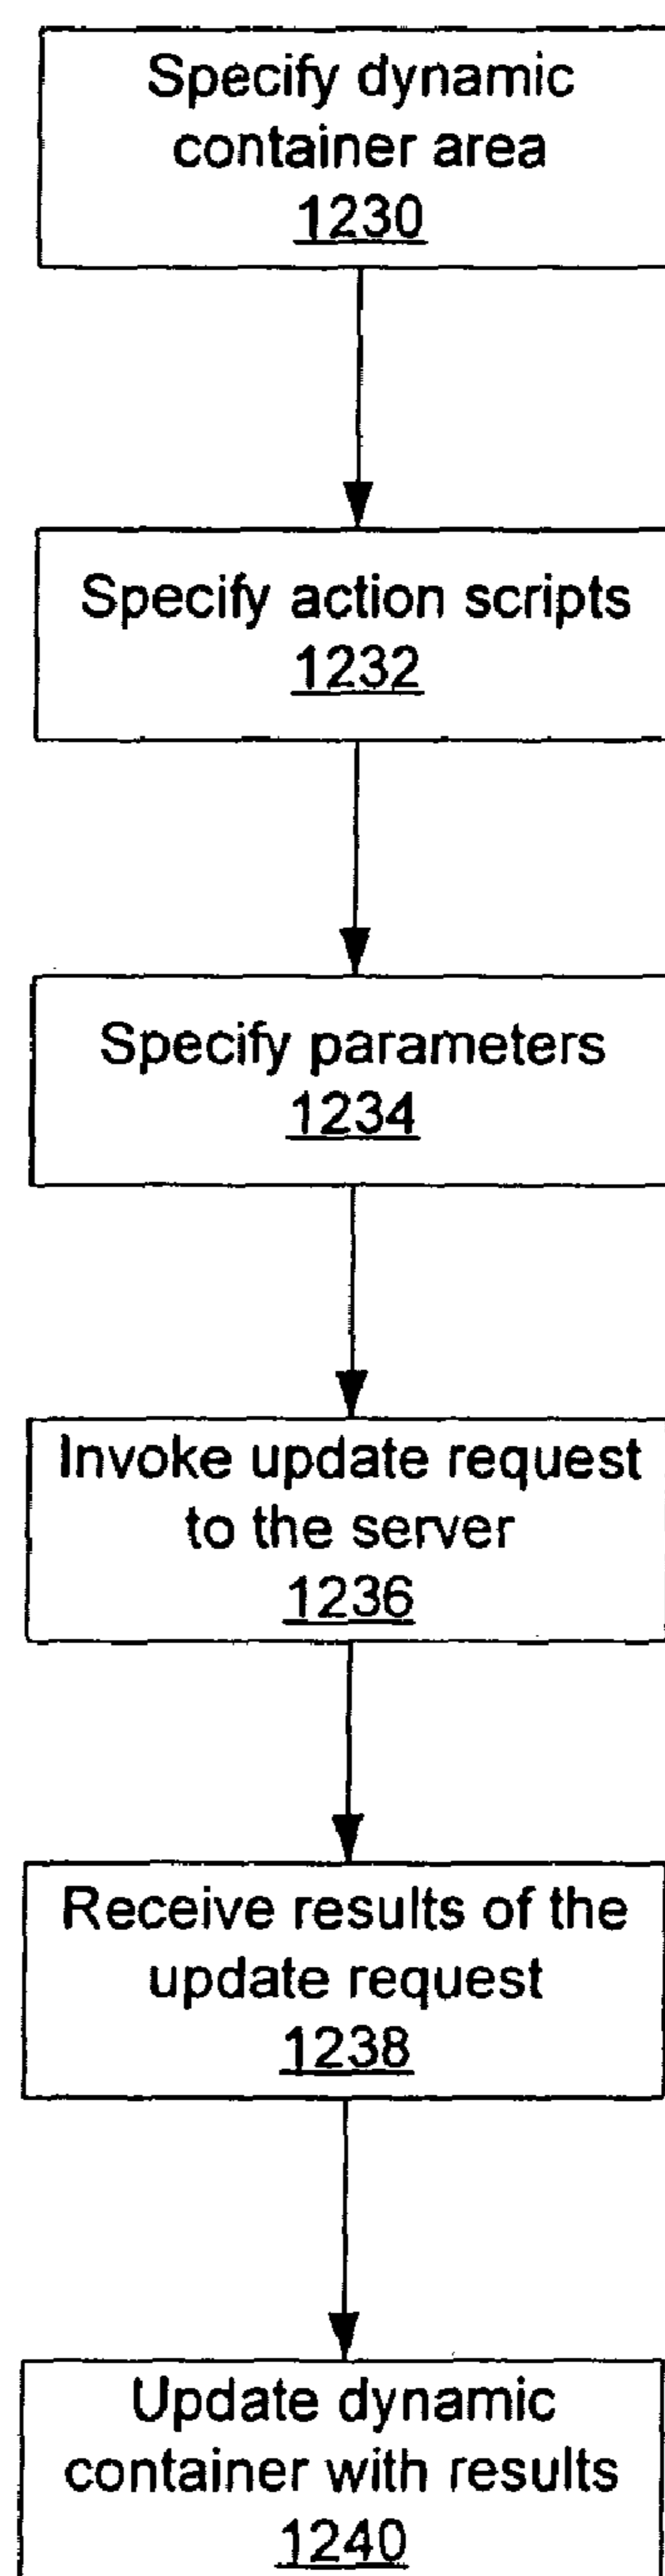 Specify dynamic
container area
1230
Specify action scripts
1232
Specify parameters
1234
Invoke update request
to the server
1236
Receive results of the
update request
1238
Update dynamic
container with results
1240